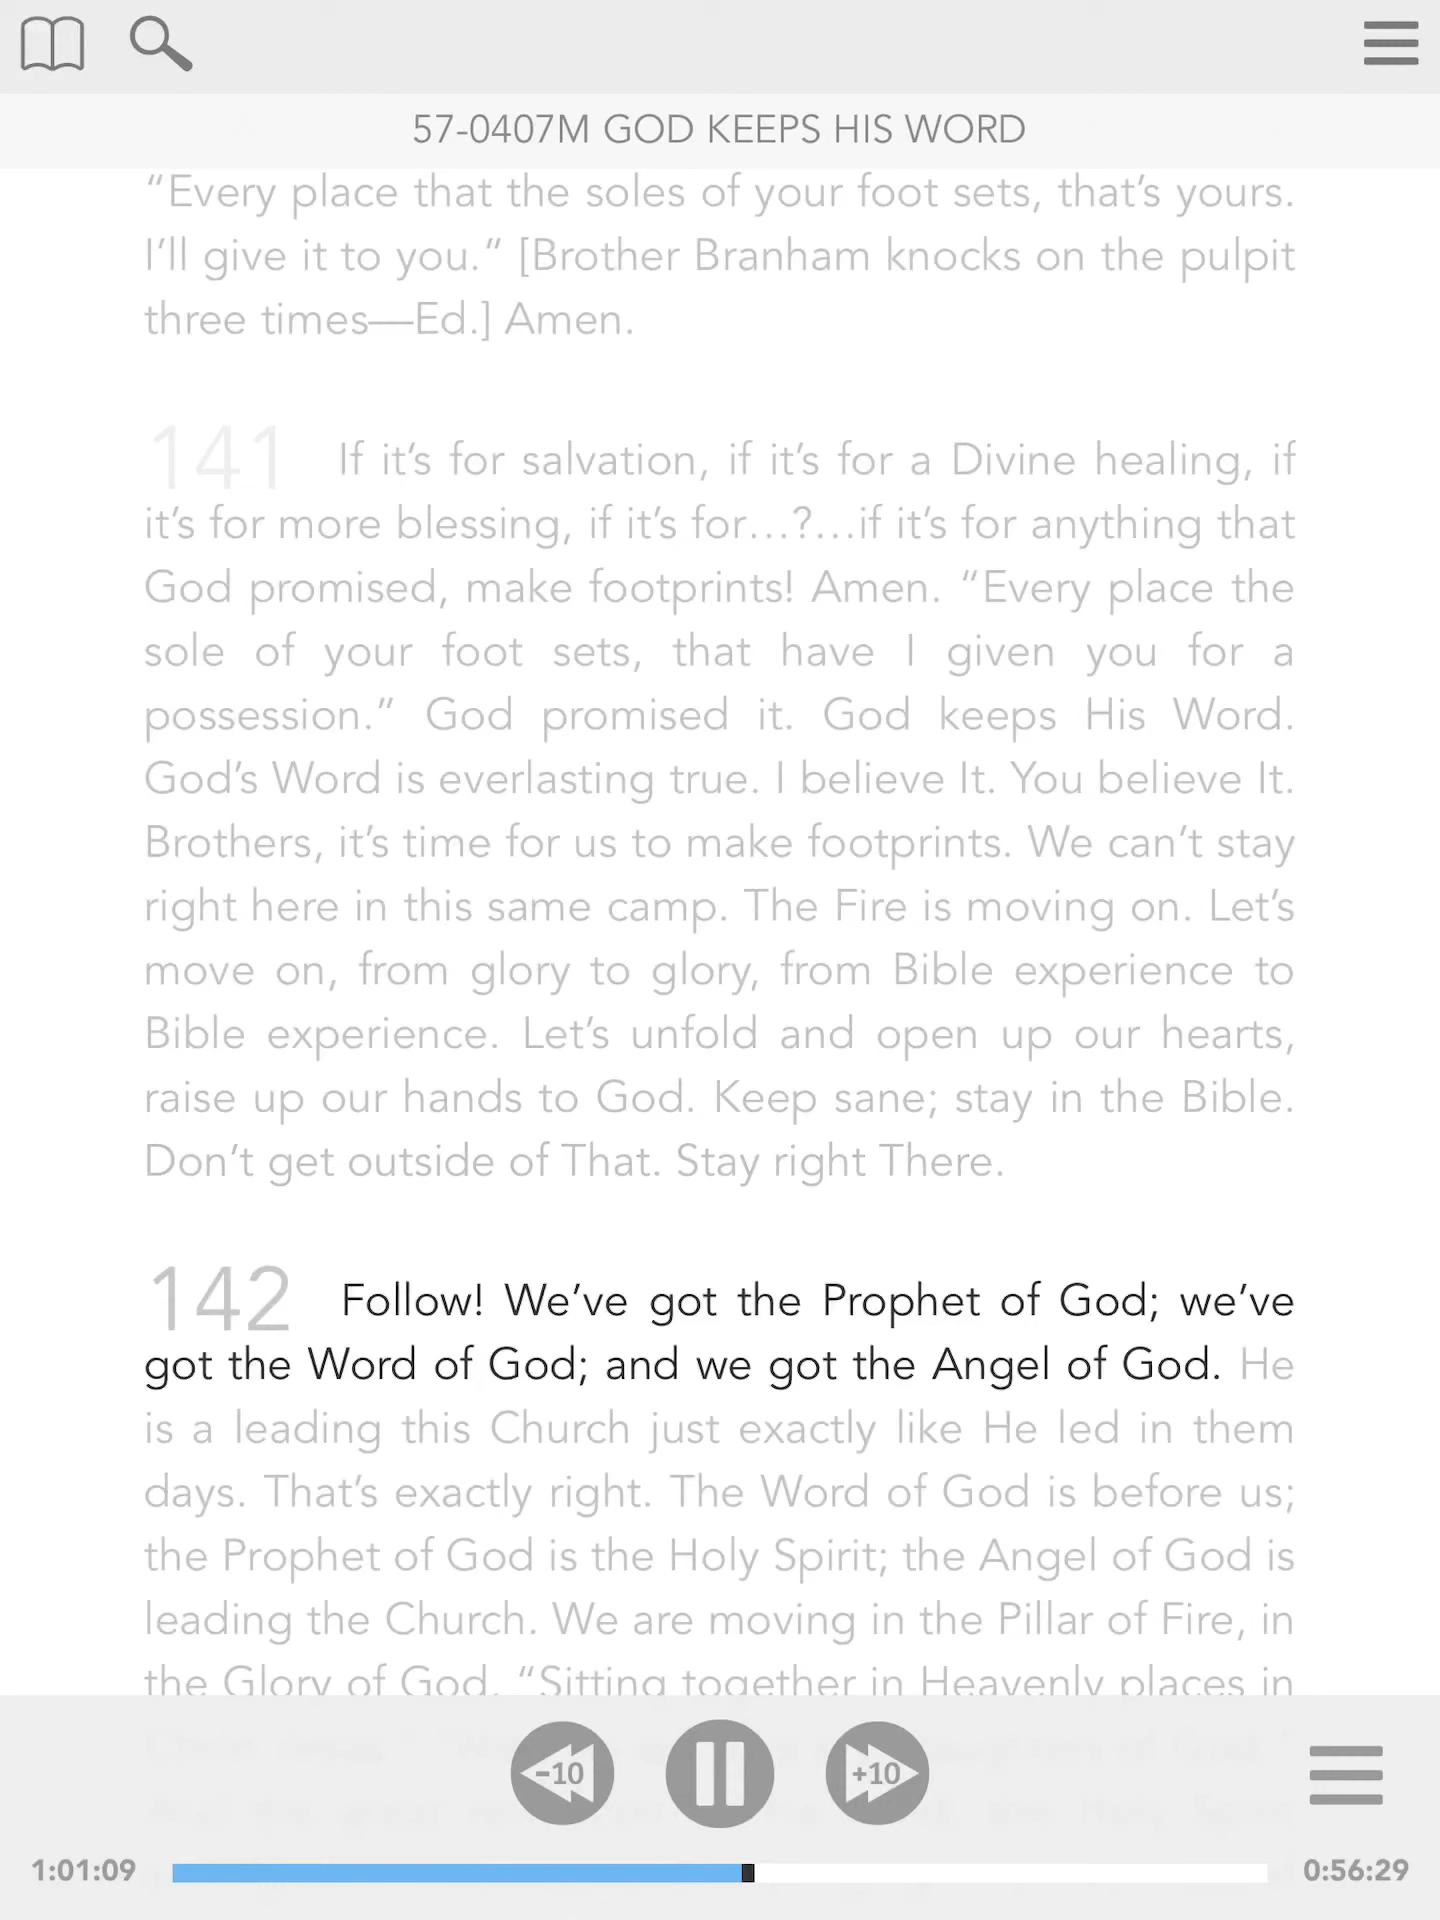 57-0407M GOD KEEPS HIS WORD
“Every place that the soles of your foot sets, that’s yours.
I’ll give it to you.” [Brother Branham knocks on the pulpit
three times—Ed.] Amen.
141 If it’s for salvation, if it’s for a Divine healing, if
it’s for more blessing, if it’s for…?…if it’s for anything that
God promised, make footprints! Amen. “Every place the
sole of your foot sets, that have I given you for a
possession.” God promised it. God keeps His Word.
God’s Word is everlasting true. I believe It. You believe It.
Brothers, it’s time for us to make footprints. We can’t stay
right here in this same camp. The Fire is moving on. Let’s
move on, from glory to glory, from Bible experience to
Bible experience. Let’s unfold and open up our hearts,
raise up our hands to God. Keep sane; stay in the Bible.
Don’t get outside of That. Stay right There.
142 Follow! We’ve got the Prophet of God; we’ve
got the Word of God; and we got the Angel of God. He
is a leading this Church just exactly like He led in them
days. That’s exactly right. The Word of God is before us;
the Prophet of God is the Holy Spirit; the Angel of God is
leading the Church. We are moving in the Pillar of Fire, in
the Glory of God. “Sitting together in Heavenly places in
-10 +10
1:01:09 0:56:29